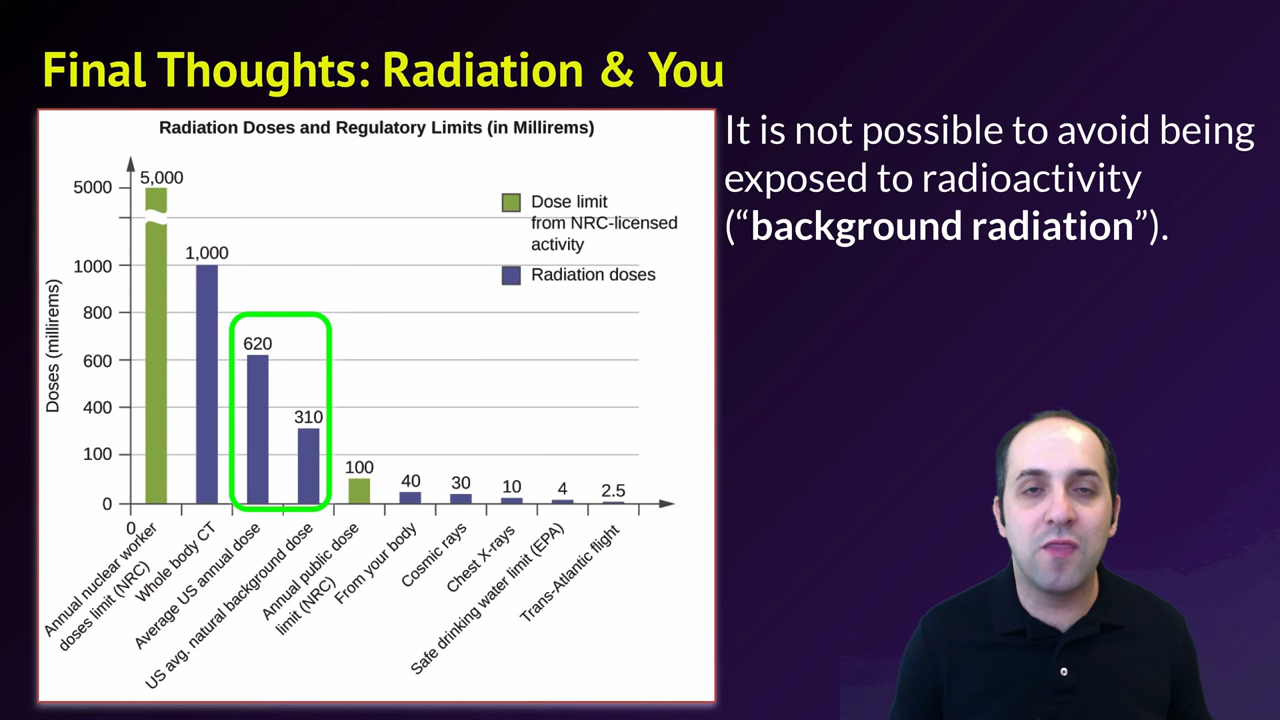 Final Thoughts: Radiation & You
Radiation Doses and Regulatory Limits (in Millirems)
It is not possible to avoid being
exposed to radioactivity
(“background radiation”).
Doses (millirems)
5000
1000
800
600
400
100
0
0
5,000
1,000
620
310
100
40
30
10
4
2.5
Dose limit
from NRC-licensed
activity
Radiation doses
Annual nuclear worker
doses limit (NRC)
Whole body CT
Average US annual dose
US avg. natural background dose
Annual public dose
limit (NRC)
From your body
Cosmic rays
Chest X-rays
Safe drinking water limit (EPA)
Trans-Atlantic flight